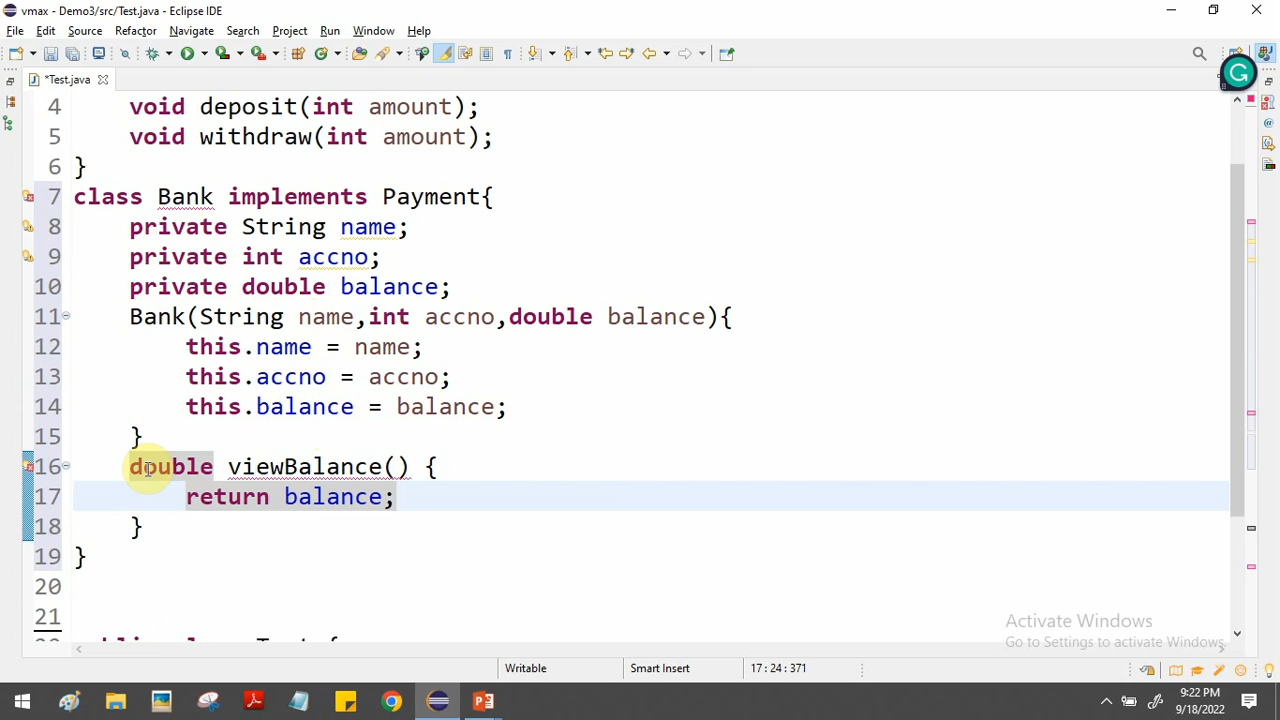 vmax - Demo3/src/Test.java - Eclipse IDE
File Edit Source Refactor Navigate Search Project Run Window Help
*Test.java
4 void deposit(int amount);
5 void withdraw(int amount);
6 }
7 class Bank implements Payment{
8 private String name;
9 private int accno;
10 private double balance;
11 Bank(String name,int accno,double balance){
12 this.name = name;
13 this.accno = accno;
14 this.balance = balance;
15 }
16 double viewBalance() {
17 return balance;
18 }
19 }
20
21
Activate Windows
Go to Settings to activate Windows.
Writable Smart Insert 17 : 24 : 371
9:22 PM
9/18/2022